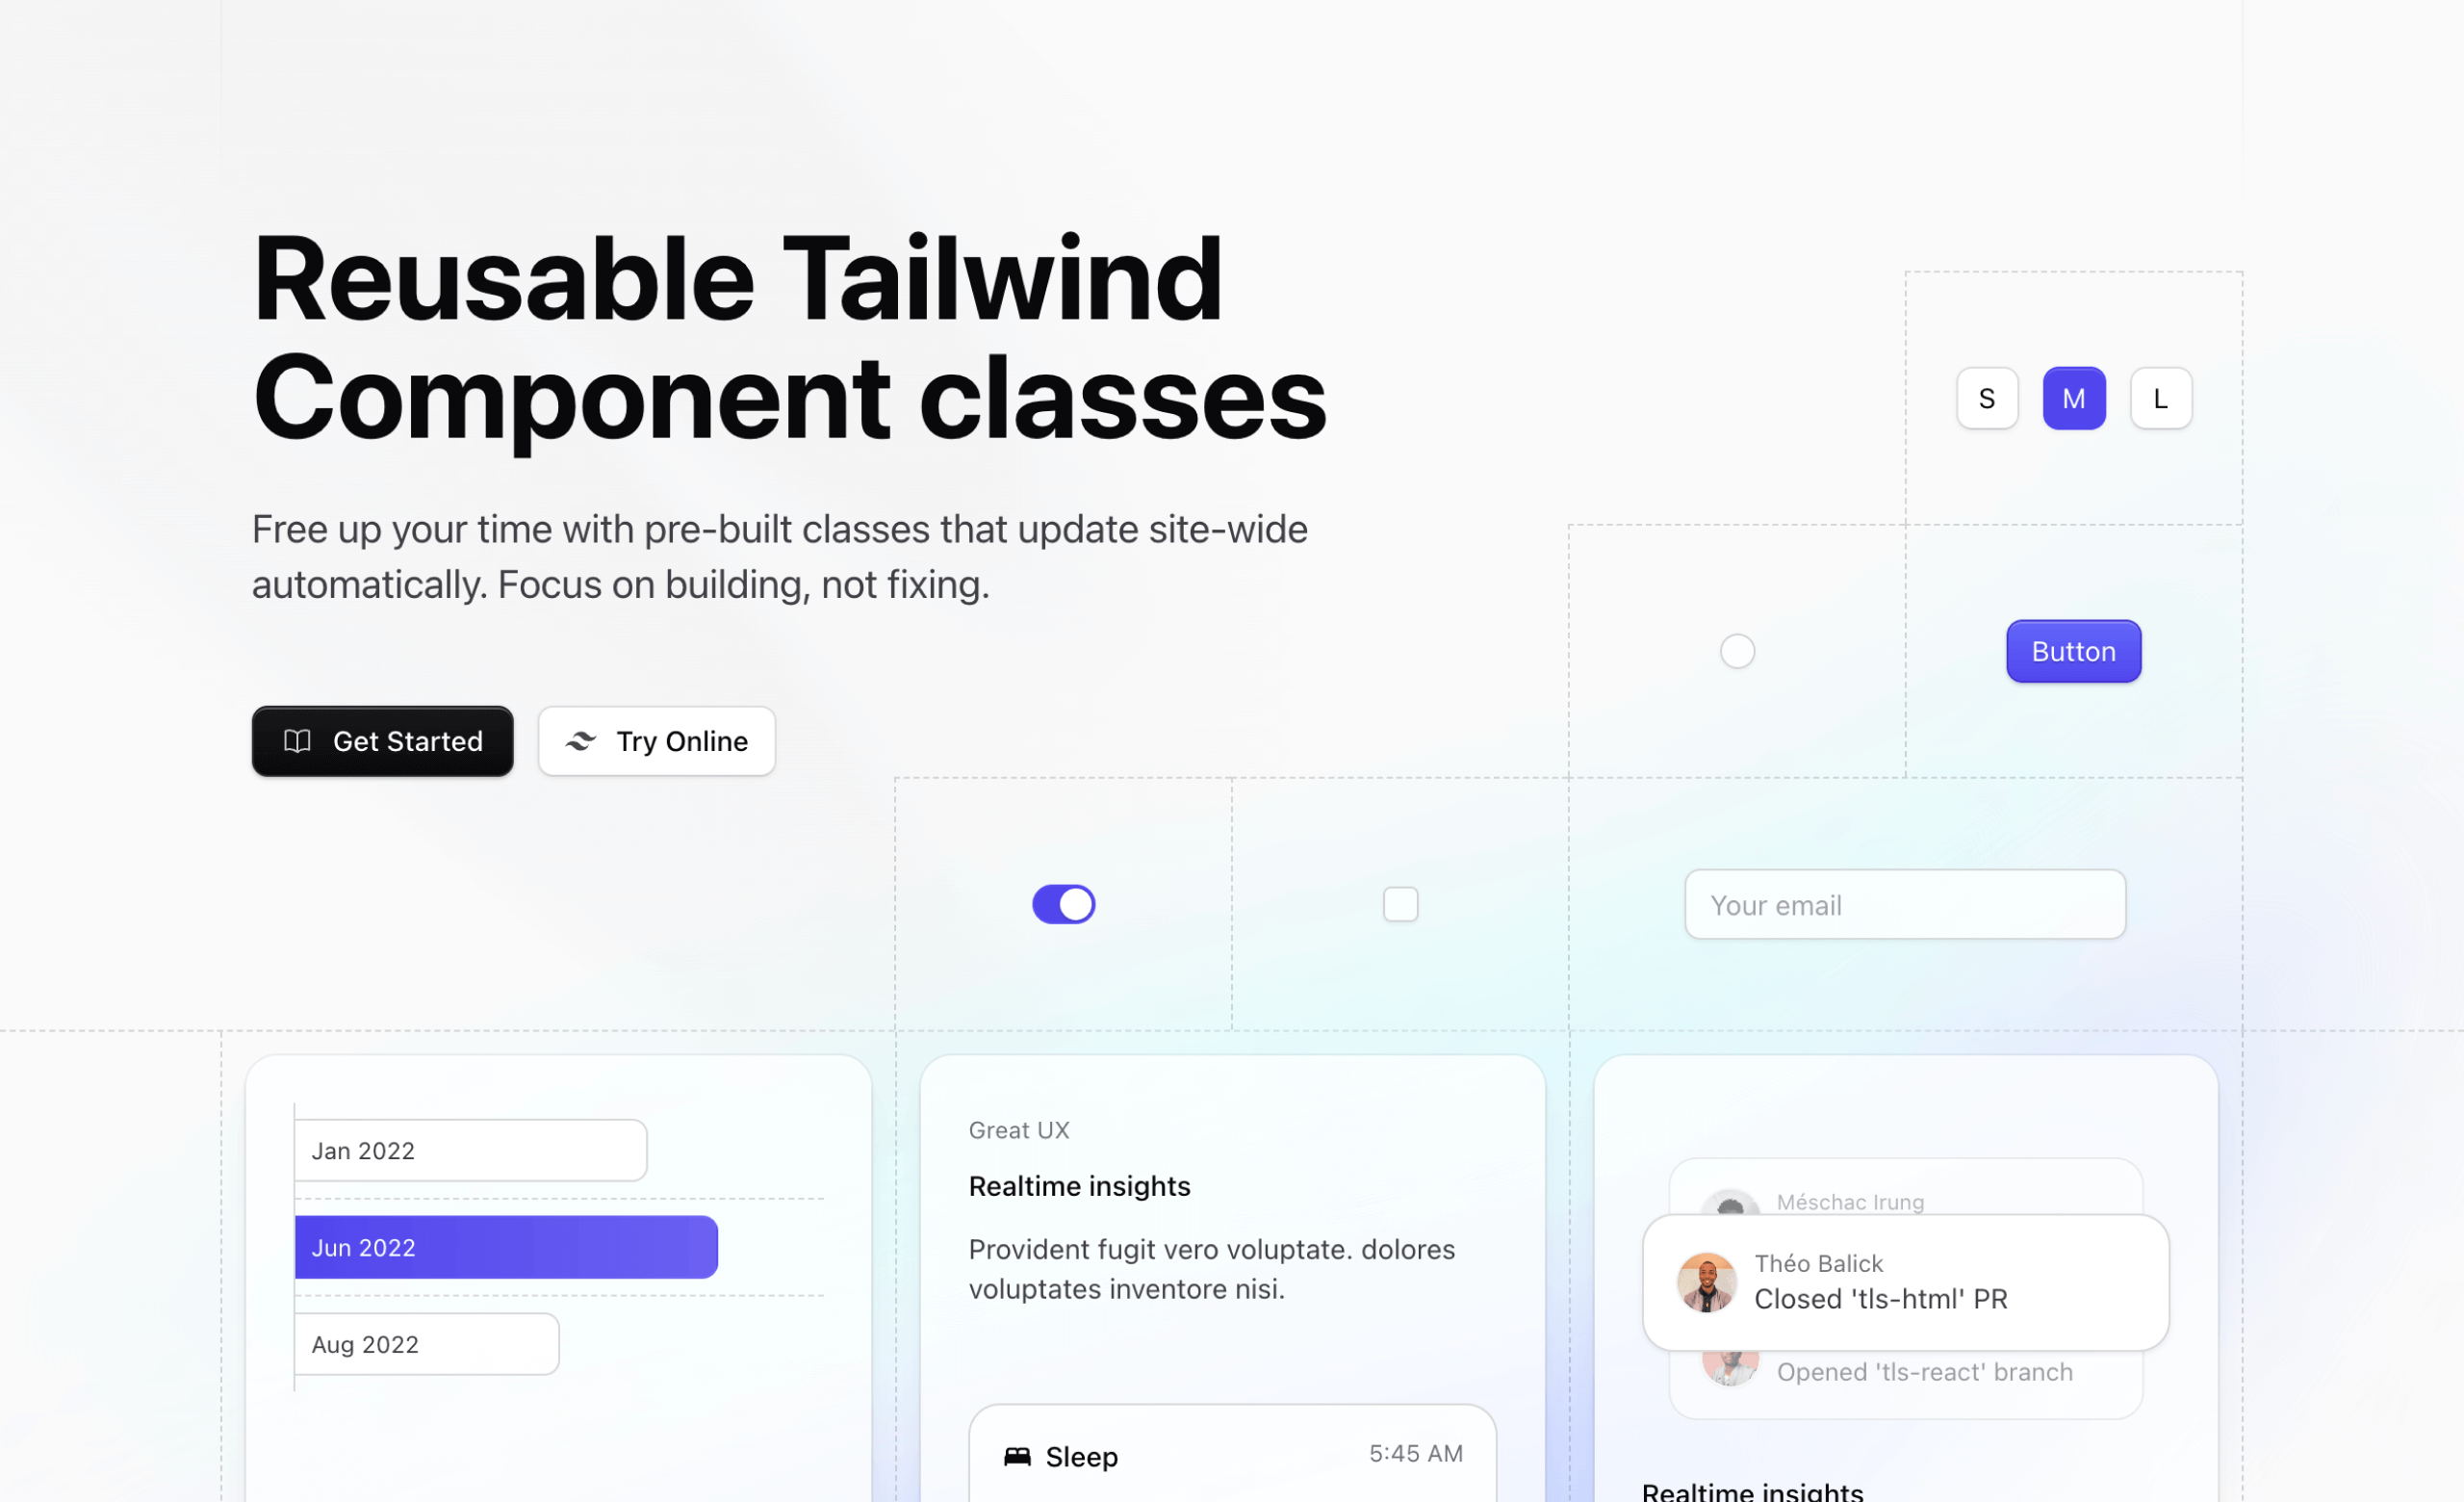 Reusable Tailwind
Component classes
Free up your time with pre-built classes that update site-wide
automatically. Focus on building, not fixing.
Get Started
Try Online
S
M
L
Button
Your email
Jan 2022
Jun 2022
Aug 2022
Great UX
Realtime insights
Provident fugit vero voluptate. dolores
voluptates inventore nisi.
Sleep
5:45 AM
Méschac Irung
Théo Balick
Closed 'tls-html' PR
Opened 'tls-react' branch
Realtime insights